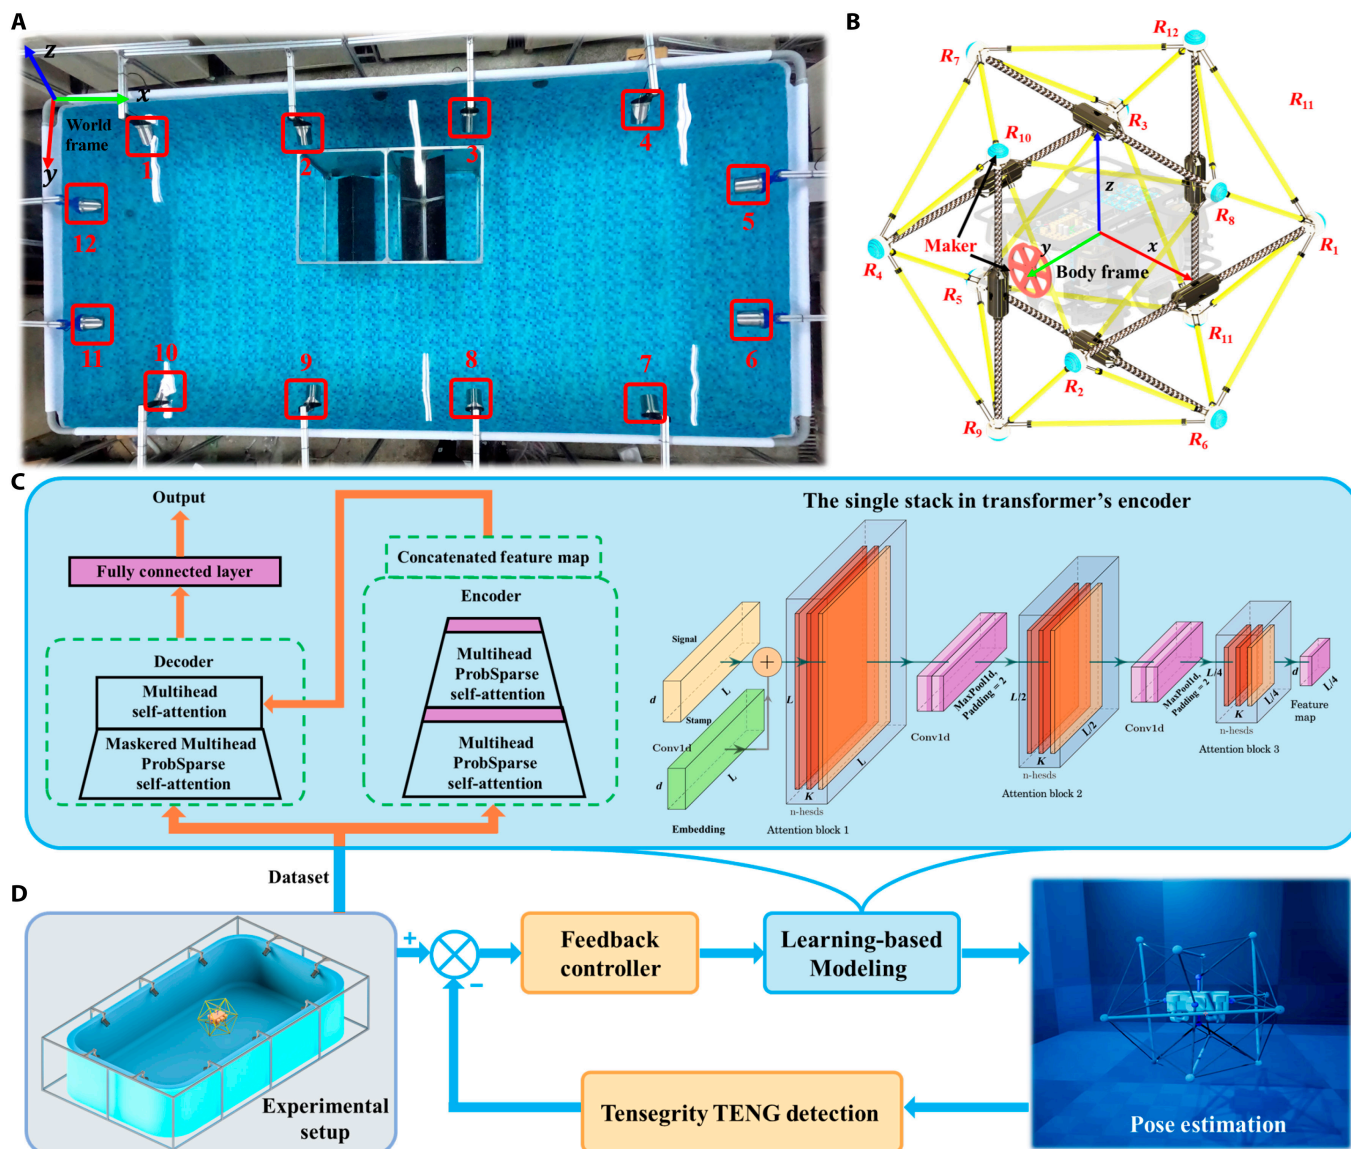 A
z
x
World
frame
y
1
2
3
4
5
6
7
8
9
10
11
12
B
R12
R7
R11
R3
R10
z
R8
Maker
y
x
R1
R4
Body frame
R5
R11
R2
R9
R6
C
Output
Fully connected layer
Decoder
Multihead
self-attention
Maskered Multihead
ProbSparse
self-attention
Concatenated feature map
Encoder
Multihead
ProbSparse
self-attention
Multihead
ProbSparse
self-attention
The single stack in transformer's encoder
Signal
d
L
Stamp
Conv1d
d
L
Embedding
+
L
L
K
n-hesds
Attention block 1
Conv1d
MaxPool1d,
Padding = 2
L/2
L/2
K
n-hesds
Attention block 2
Conv1d
MaxPool1d,
Padding = 2
L/4
L/4
K
n-hesds
Attention block 3
d
L/4
Feature
map
Dataset
D
Experimental
setup
+
−
Feedback
controller
Learning-based
Modeling
Tensegrity TENG detection
Pose estimation